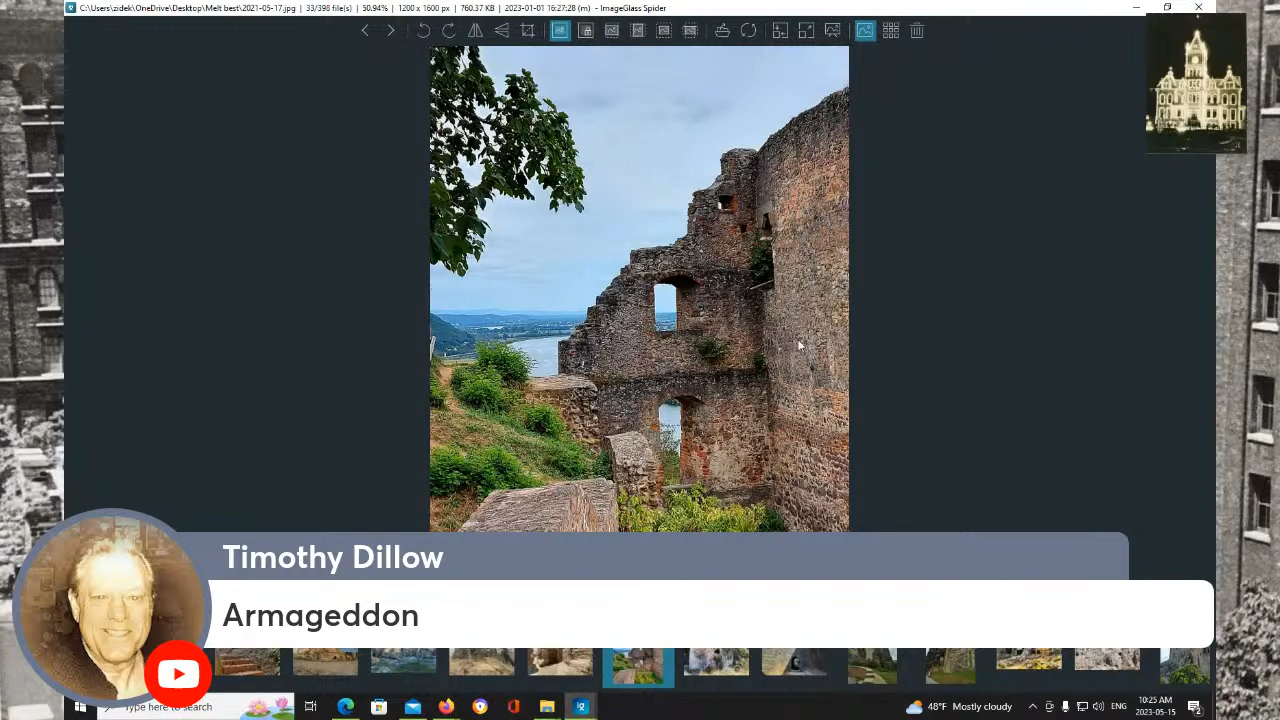 C:\Users\zidek\OneDrive\Desktop\Melt best\2021-05-17.jpg | 33/398 file(s) | 50.94% | 1200 x 1600 px | 760.37 KB | 2023-01-01 16:27:28 (m) - ImageGlass Spider
Timothy Dillow
Armageddon
Type here to search
48°F Mostly cloudy
ENG
10:25 AM
2023-05-15